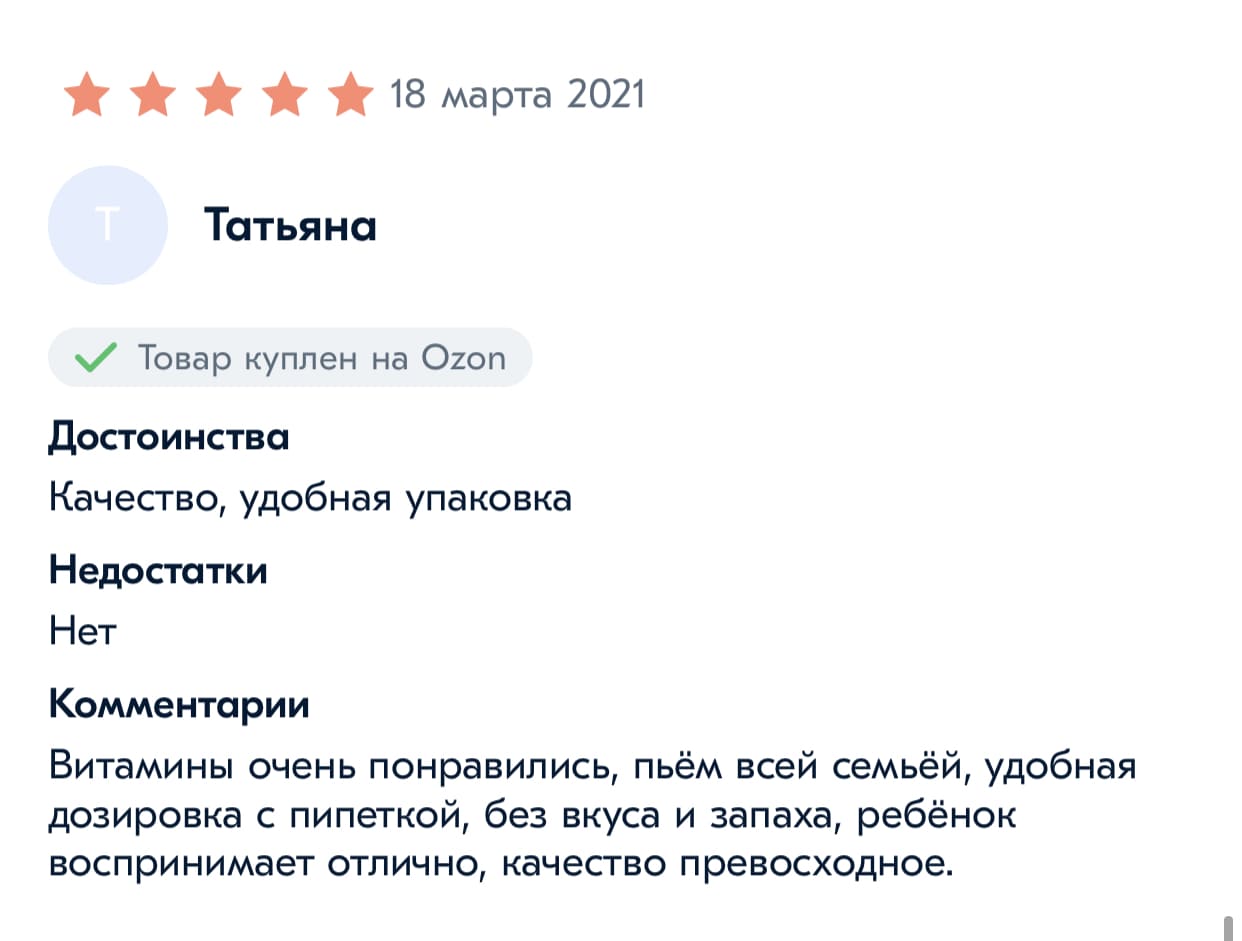 18 марта 2021
Т
Татьяна
Товар куплен на Ozon
Достоинства
Качество, удобная упаковка
Недостатки
Нет
Комментарии
Витамины очень понравились, пьём всей семьёй, удобная
дозировка с пипеткой, без вкуса и запаха, ребёнок
воспринимает отлично, качество превосходное.